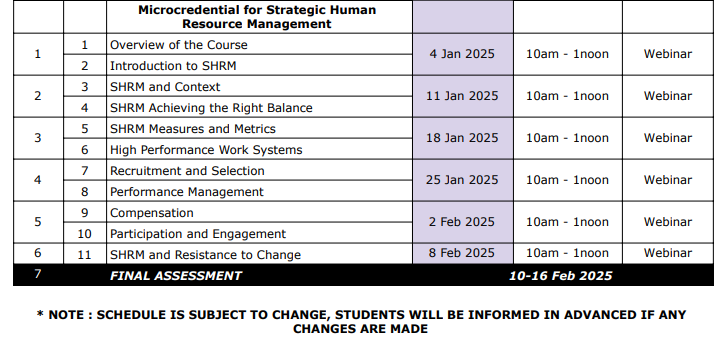 Microcredential for Strategic Human
Resource Management
1 1 Overview of the Course 4 Jan 2025 10am - 1noon Webinar
2 Introduction to SHRM
2 3 SHRM and Context 11 Jan 2025 10am - 1noon Webinar
4 SHRM Achieving the Right Balance
3 5 SHRM Measures and Metrics 18 Jan 2025 10am - 1noon Webinar
6 High Performance Work Systems
4 7 Recruitment and Selection 25 Jan 2025 10am - 1noon Webinar
8 Performance Management
5 9 Compensation 2 Feb 2025 10am - 1noon Webinar
10 Participation and Engagement
6 11 SHRM and Resistance to Change 8 Feb 2025 10am - 1noon Webinar
7 FINAL ASSESSMENT 10-16 Feb 2025
* NOTE : SCHEDULE IS SUBJECT TO CHANGE, STUDENTS WILL BE INFORMED IN ADVANCED IF ANY
CHANGES ARE MADE